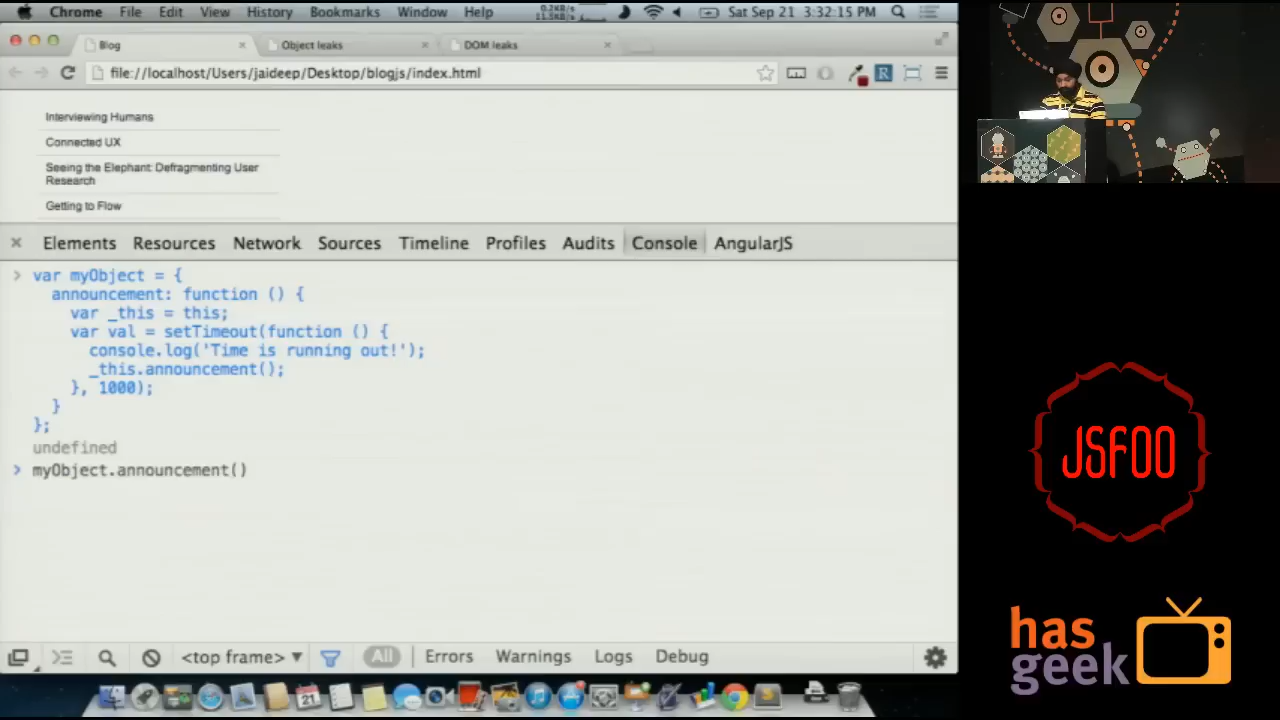 Chrome File Edit View History Bookmarks Window Help Sat Sep 21 3:32:15 PM
Blog Object leaks DOM leaks
file://localhost/Users/jaideep/Desktop/blogjs/index.html
Interviewing Humans
Connected UX
Seeing the Elephant: Defragmenting User
Research
Getting to Flow
Elements Resources Network Sources Timeline Profiles Audits Console AngularJS
> var myObject = {
announcement: function () {
var _this = this;
var val = setTimeout(function () {
console.log('Time is running out!');
_this.announcement();
}, 1000);
}
};
undefined
> myObject.announcement()
<top frame> All Errors Warnings Logs Debug
JSFOO
has
geek